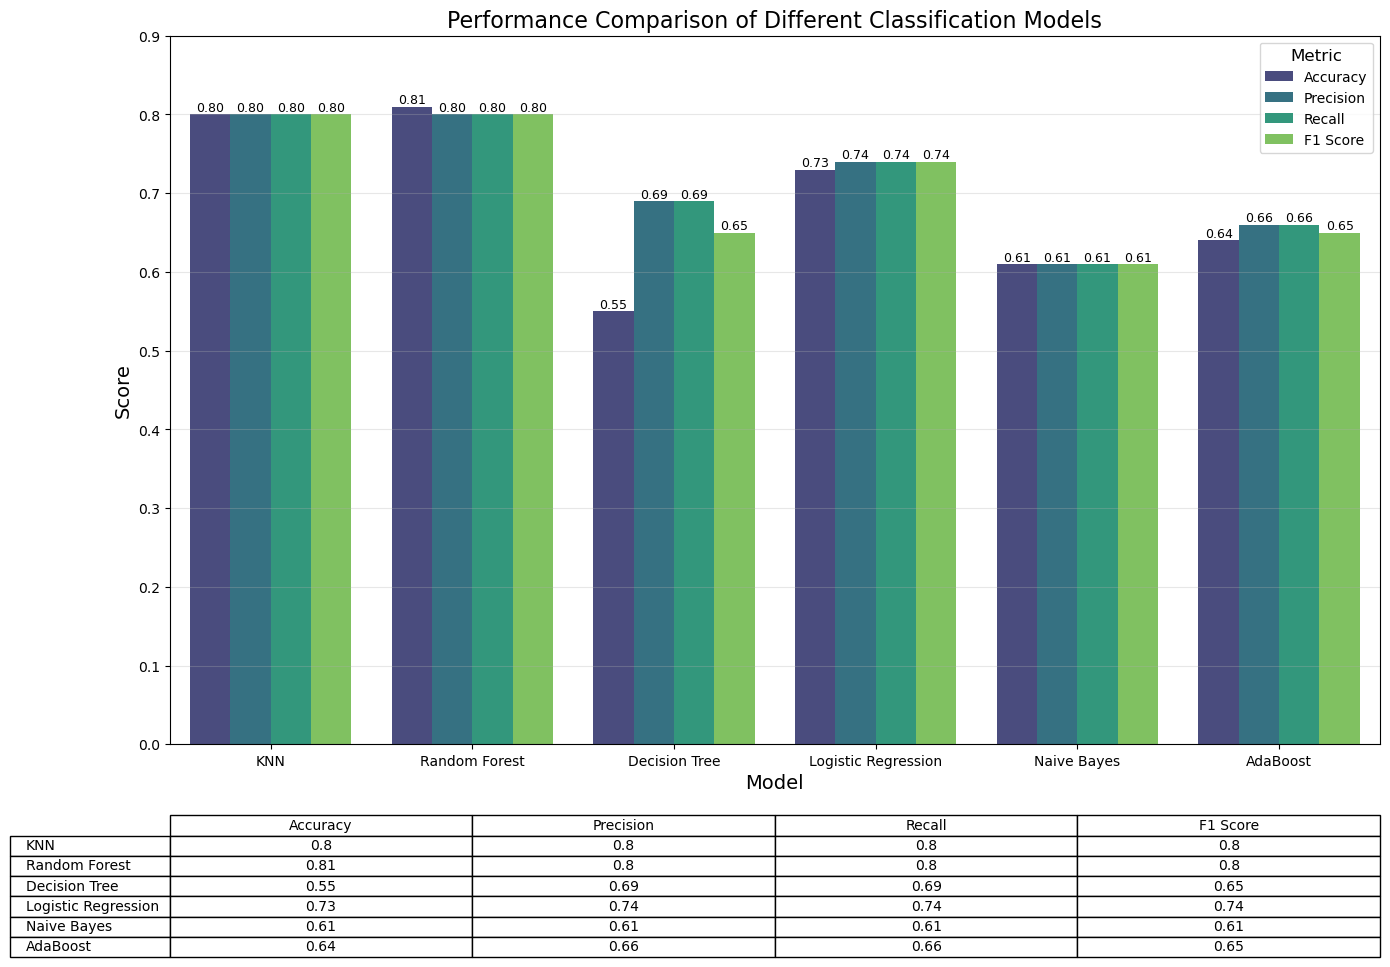 Performance Comparison of Different Classification Models
Metric
Accuracy
Precision
Recall
F1 Score
Score
0.9
0.8
0.7
0.6
0.5
0.4
0.3
0.2
0.1
0.0
0.80 0.80 0.80 0.80
0.81 0.80 0.80 0.80
0.55 0.69 0.69 0.65
0.73 0.74 0.74 0.74
0.61 0.61 0.61 0.61
0.64 0.66 0.66 0.65
KNN Random Forest Decision Tree Logistic Regression Naive Bayes AdaBoost
Model
Accuracy Precision Recall F1 Score
KNN 0.8 0.8 0.8 0.8
Random Forest 0.81 0.8 0.8 0.8
Decision Tree 0.55 0.69 0.69 0.65
Logistic Regression 0.73 0.74 0.74 0.74
Naive Bayes 0.61 0.61 0.61 0.61
AdaBoost 0.64 0.66 0.66 0.65